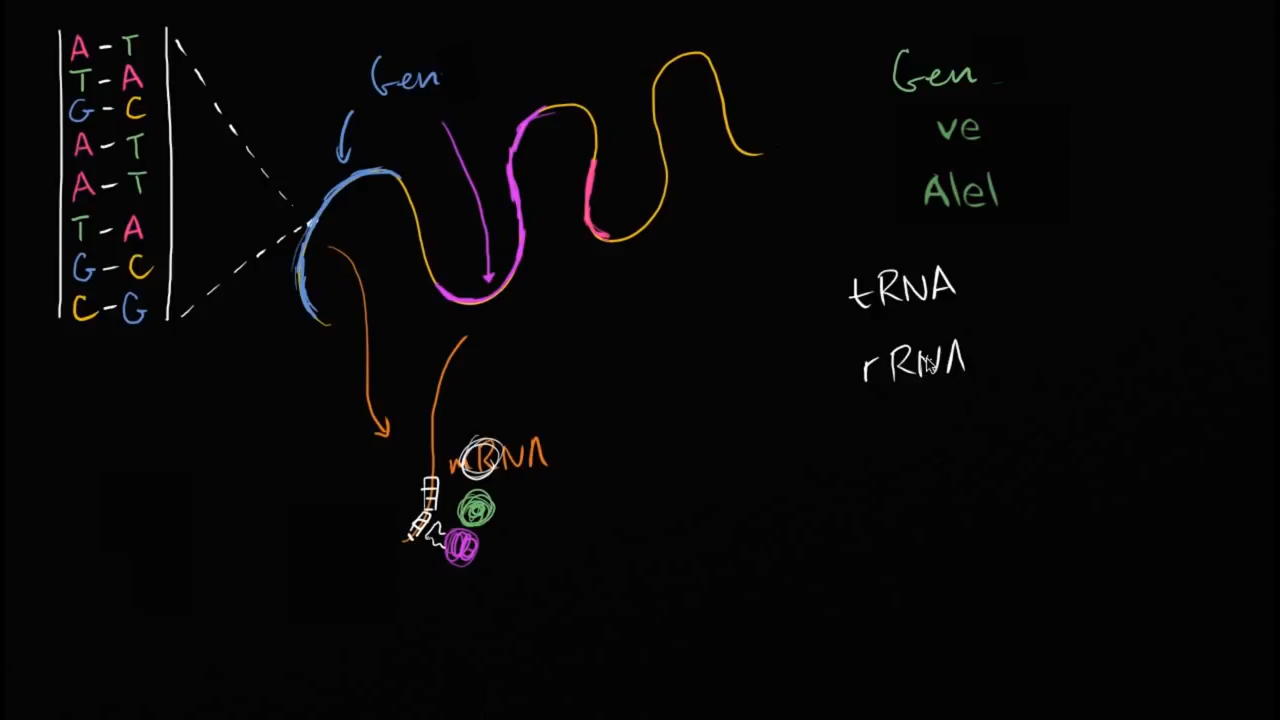 A - T
T - A
G - C
A - T
A - T
T - A
G - C
C - G
Gen
mRNA
Gen
ve
Alel
tRNA
rRNA